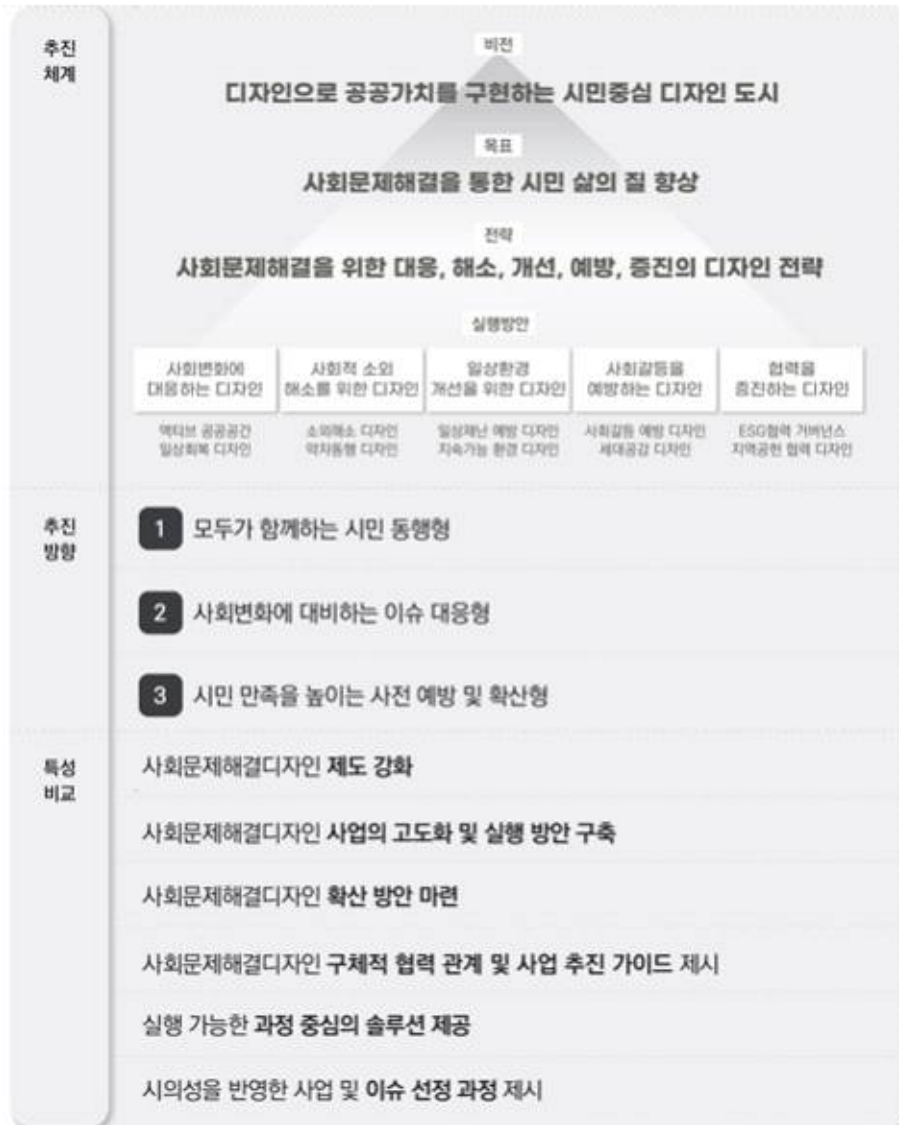 추진
체계
비전
디자인으로 공공가치를 구현하는 시민중심 디자인 도시
목표
사회문제해결을 통한 시민 삶의 질 향상
전략
사회문제해결을 위한 대응, 해소, 개선, 예방, 증진의 디자인 전략
실행방안
사회변화에
대응하는 디자인
사회적 소외
해소를 위한 디자인
일상환경
개선을 위한 디자인
사회갈등을
예방하는 디자인
협력을
증진하는 디자인
액티브 공공공간
일상회복 디자인
소외해소 디자인
약자동행 디자인
일상재난 예방 디자인
지속가능 환경 디자인
사회갈등 예방 디자인
세대공감 디자인
ESG협력 거버넌스
지역공헌 협력 디자인
추진
방향
1 모두가 함께하는 시민 동행형
2 사회변화에 대비하는 이슈 대응형
3 시민 만족을 높이는 사전 예방 및 확산형
특성
비교
사회문제해결디자인 제도 강화
사회문제해결디자인 사업의 고도화 및 실행 방안 구축
사회문제해결디자인 확산 방안 마련
사회문제해결디자인 구체적 협력 관계 및 사업 추진 가이드 제시
실행 가능한 과정 중심의 솔루션 제공
시의성을 반영한 사업 및 이슈 선정 과정 제시